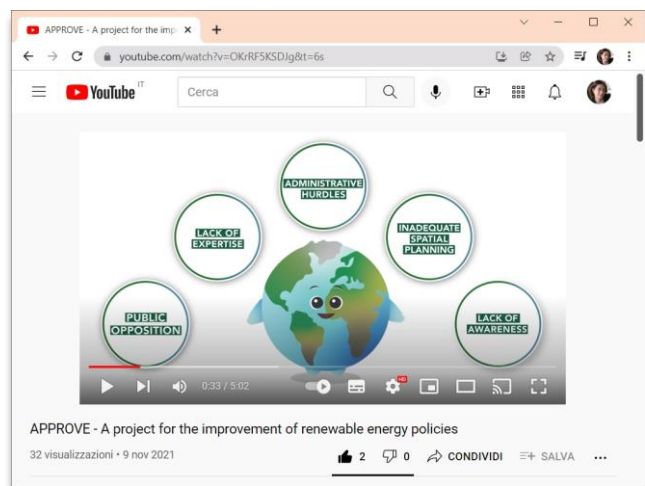 APPROVE - A project for the imp
youtube.com/watch?v=OKrRF5KSDJg&t=6s
YouTube IT
Cerca
ADMINISTRATIVE
HURDLES
LACK OF
EXPERTISE
INADEQUATE
SPATIAL
PLANNING
PUBLIC
OPPOSITION
LACK OF
AWARENESS
0:33 / 5:02
HD
APPROVE - A project for the improvement of renewable energy policies
32 visualizzazioni • 9 nov 2021
2
0
CONDIVIDI
SALVA